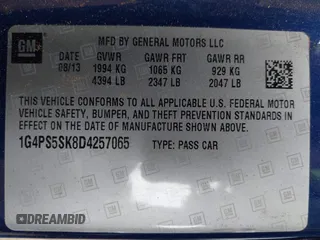 GM MFD BY GENERAL MOTORS LLC
DATE GVWR GAWR FRT GAWR RR
08/13 1994 KG 1065 KG 929 KG
4394 LB 2347 LB 2047 LB
THIS VEHICLE CONFORMS TO ALL APPLICABLE U.S. FEDERAL MOTOR
VEHICLE SAFETY, BUMPER, AND THEFT PREVENTION STANDARDS IN
EFFECT ON THE DATE OF MANUFACTURE SHOWN ABOVE.
1G4PS5SK8D4257065 TYPE: PASS CAR
DREAMBID